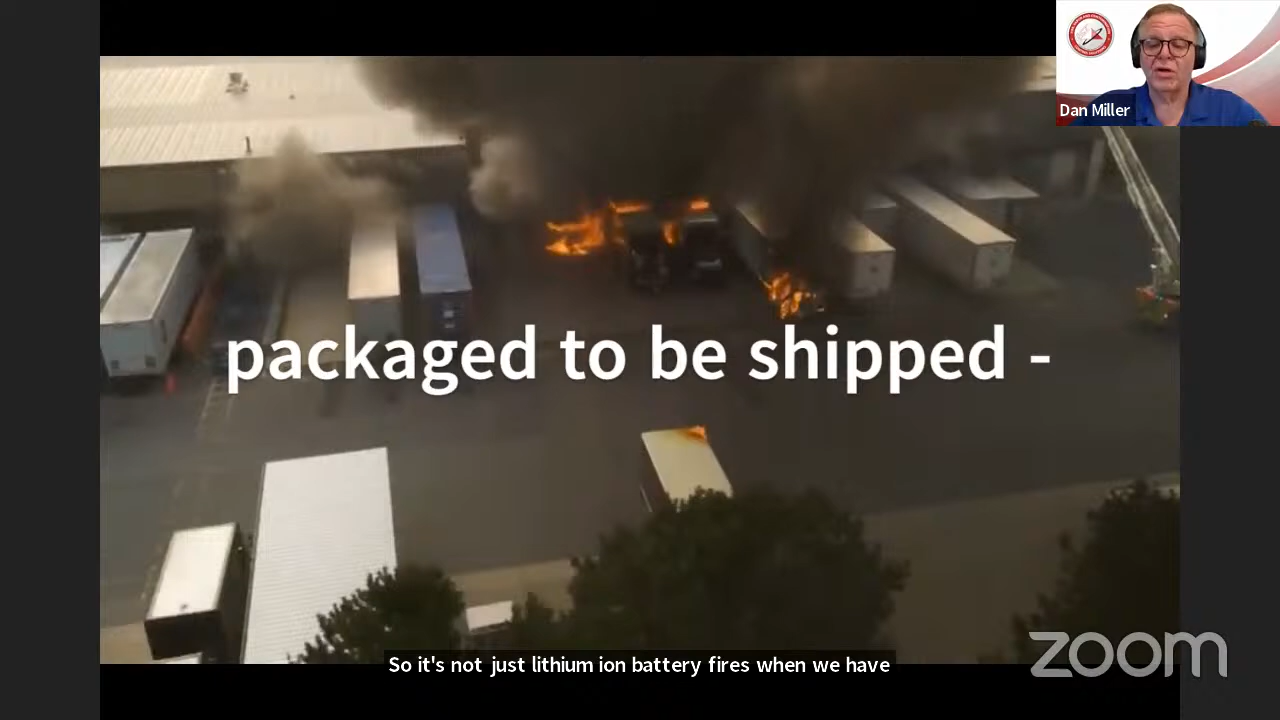 Dan Miller
packaged to be shipped -
So it's not just lithium ion battery fires when we have
zoom